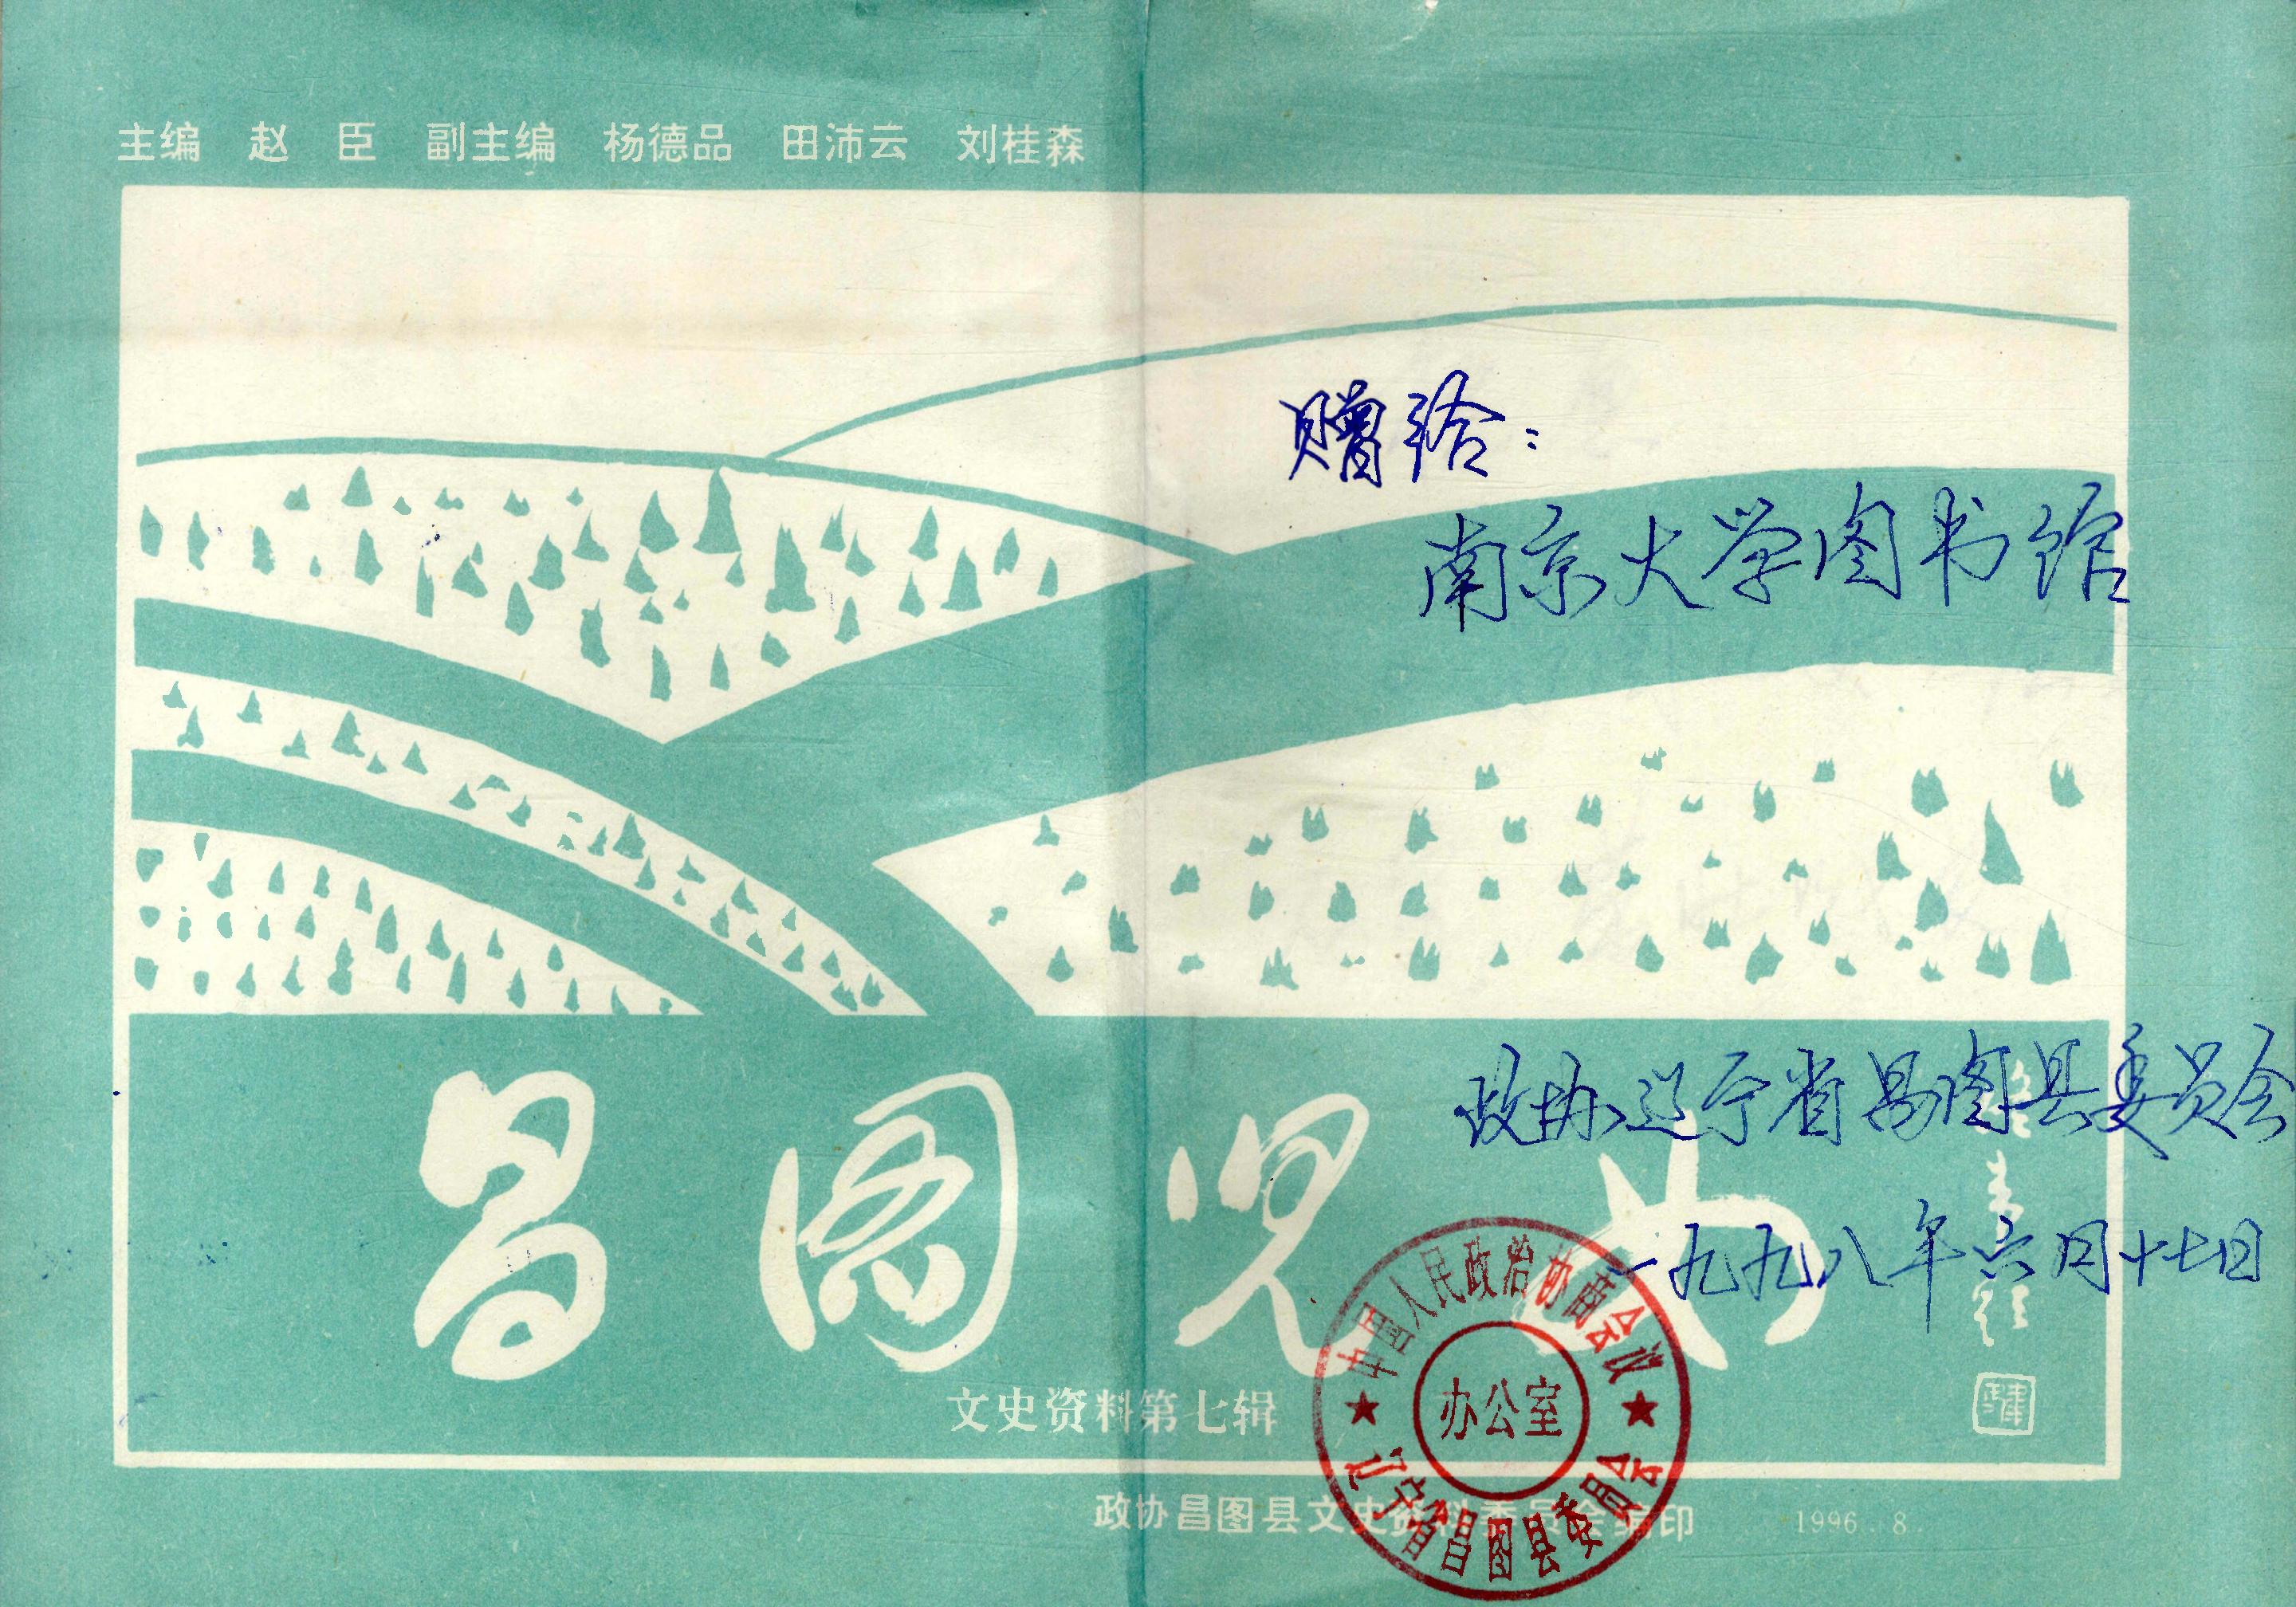 主编 赵 臣 副主编 杨德品 田沛云 刘桂森
赠给:
南京大学图书馆
政协辽宁省昌图县委员会
一九九八年六月十七日
昌图儿女
文史资料第七辑
中国人民政治协商会议
办公室
辽宁省昌图县委员会
政协昌图县文史资料委员会编印 1996.8